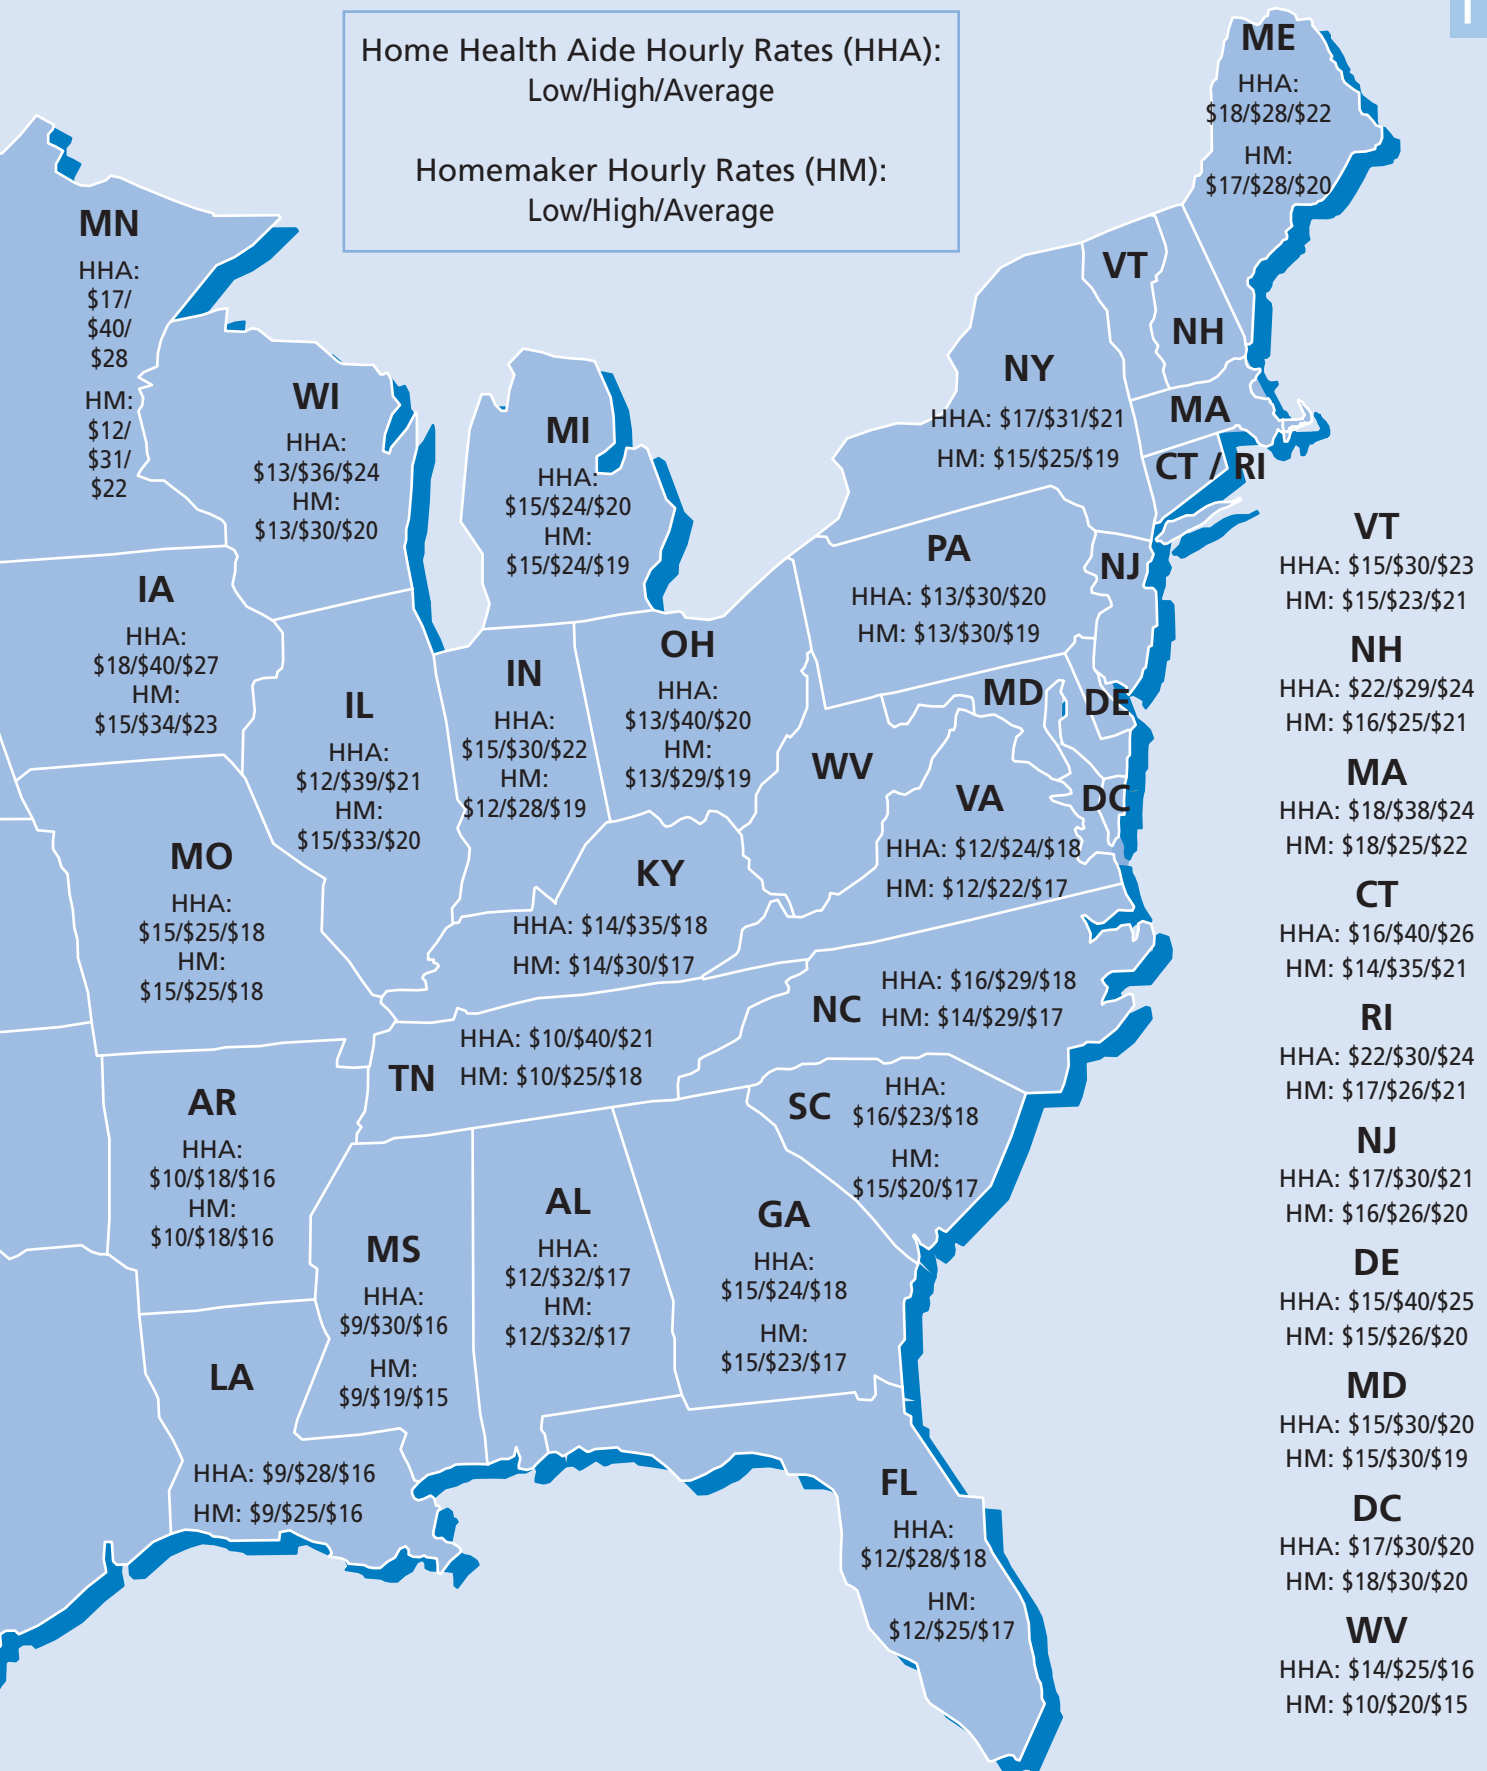 Home Health Aide Hourly Rates (HHA):
Low/High/Average
Homemaker Hourly Rates (HM):
Low/High/Average
ME
HHA:
$18/$28/$22
HM:
$17/$28/$20
MN
HHA:
$17/
$40/
$28
HM:
$12/
$31/
$22
WI
HHA:
$13/$36/$24
HM:
$13/$30/$20
MI
HHA:
$15/$24/$20
HM:
$15/$24/$19
NY
HHA: $17/$31/$21
HM: $15/$25/$19
VT
NH
MA
CT / RI
IA
HHA:
$18/$40/$27
HM:
$15/$34/$23
IL
HHA:
$12/$39/$21
HM:
$15/$33/$20
IN
HHA:
$15/$30/$22
HM:
$12/$28/$19
OH
HHA:
$13/$40/$20
HM:
$13/$29/$19
PA
HHA: $13/$30/$20
HM: $13/$30/$19
NJ
MD
DE
WV
VA
HHA: $12/$24/$18
HM: $12/$22/$17
DC
MO
HHA:
$15/$25/$18
HM:
$15/$25/$18
KY
HHA: $14/$35/$18
HM: $14/$30/$17
NC
HHA: $16/$29/$18
HM: $14/$29/$17
TN
HHA: $10/$40/$21
HM: $10/$25/$18
AR
HHA:
$10/$18/$16
HM:
$10/$18/$16
SC
HHA:
$16/$23/$18
HM:
$15/$20/$17
MS
HHA:
$9/$30/$16
HM:
$9/$19/$15
AL
HHA:
$12/$32/$17
HM:
$12/$32/$17
GA
HHA:
$15/$24/$18
HM:
$15/$23/$17
LA
HHA: $9/$28/$16
HM: $9/$25/$16
FL
HHA:
$12/$28/$18
HM:
$12/$25/$17
VT
HHA: $15/$30/$23
HM: $15/$23/$21
NH
HHA: $22/$29/$24
HM: $16/$25/$21
MA
HHA: $18/$38/$24
HM: $18/$25/$22
CT
HHA: $16/$40/$26
HM: $14/$35/$21
RI
HHA: $22/$30/$24
HM: $17/$26/$21
NJ
HHA: $17/$30/$21
HM: $16/$26/$20
DE
HHA: $15/$40/$25
HM: $15/$26/$20
MD
HHA: $15/$30/$20
HM: $15/$30/$19
DC
HHA: $17/$30/$20
HM: $18/$30/$20
WV
HHA: $14/$25/$16
HM: $10/$20/$15